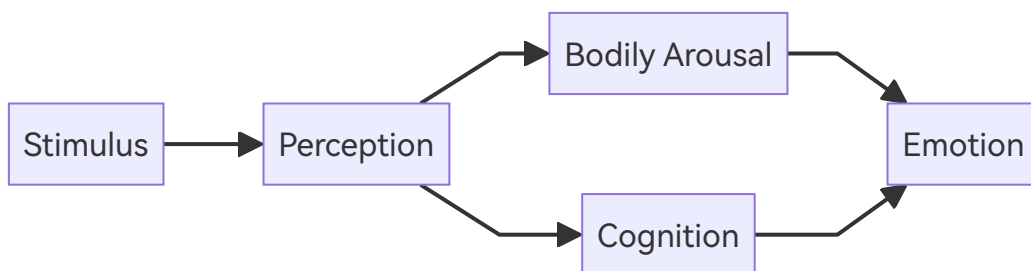 Stimulus
Perception
Bodily Arousal
Cognition
Emotion